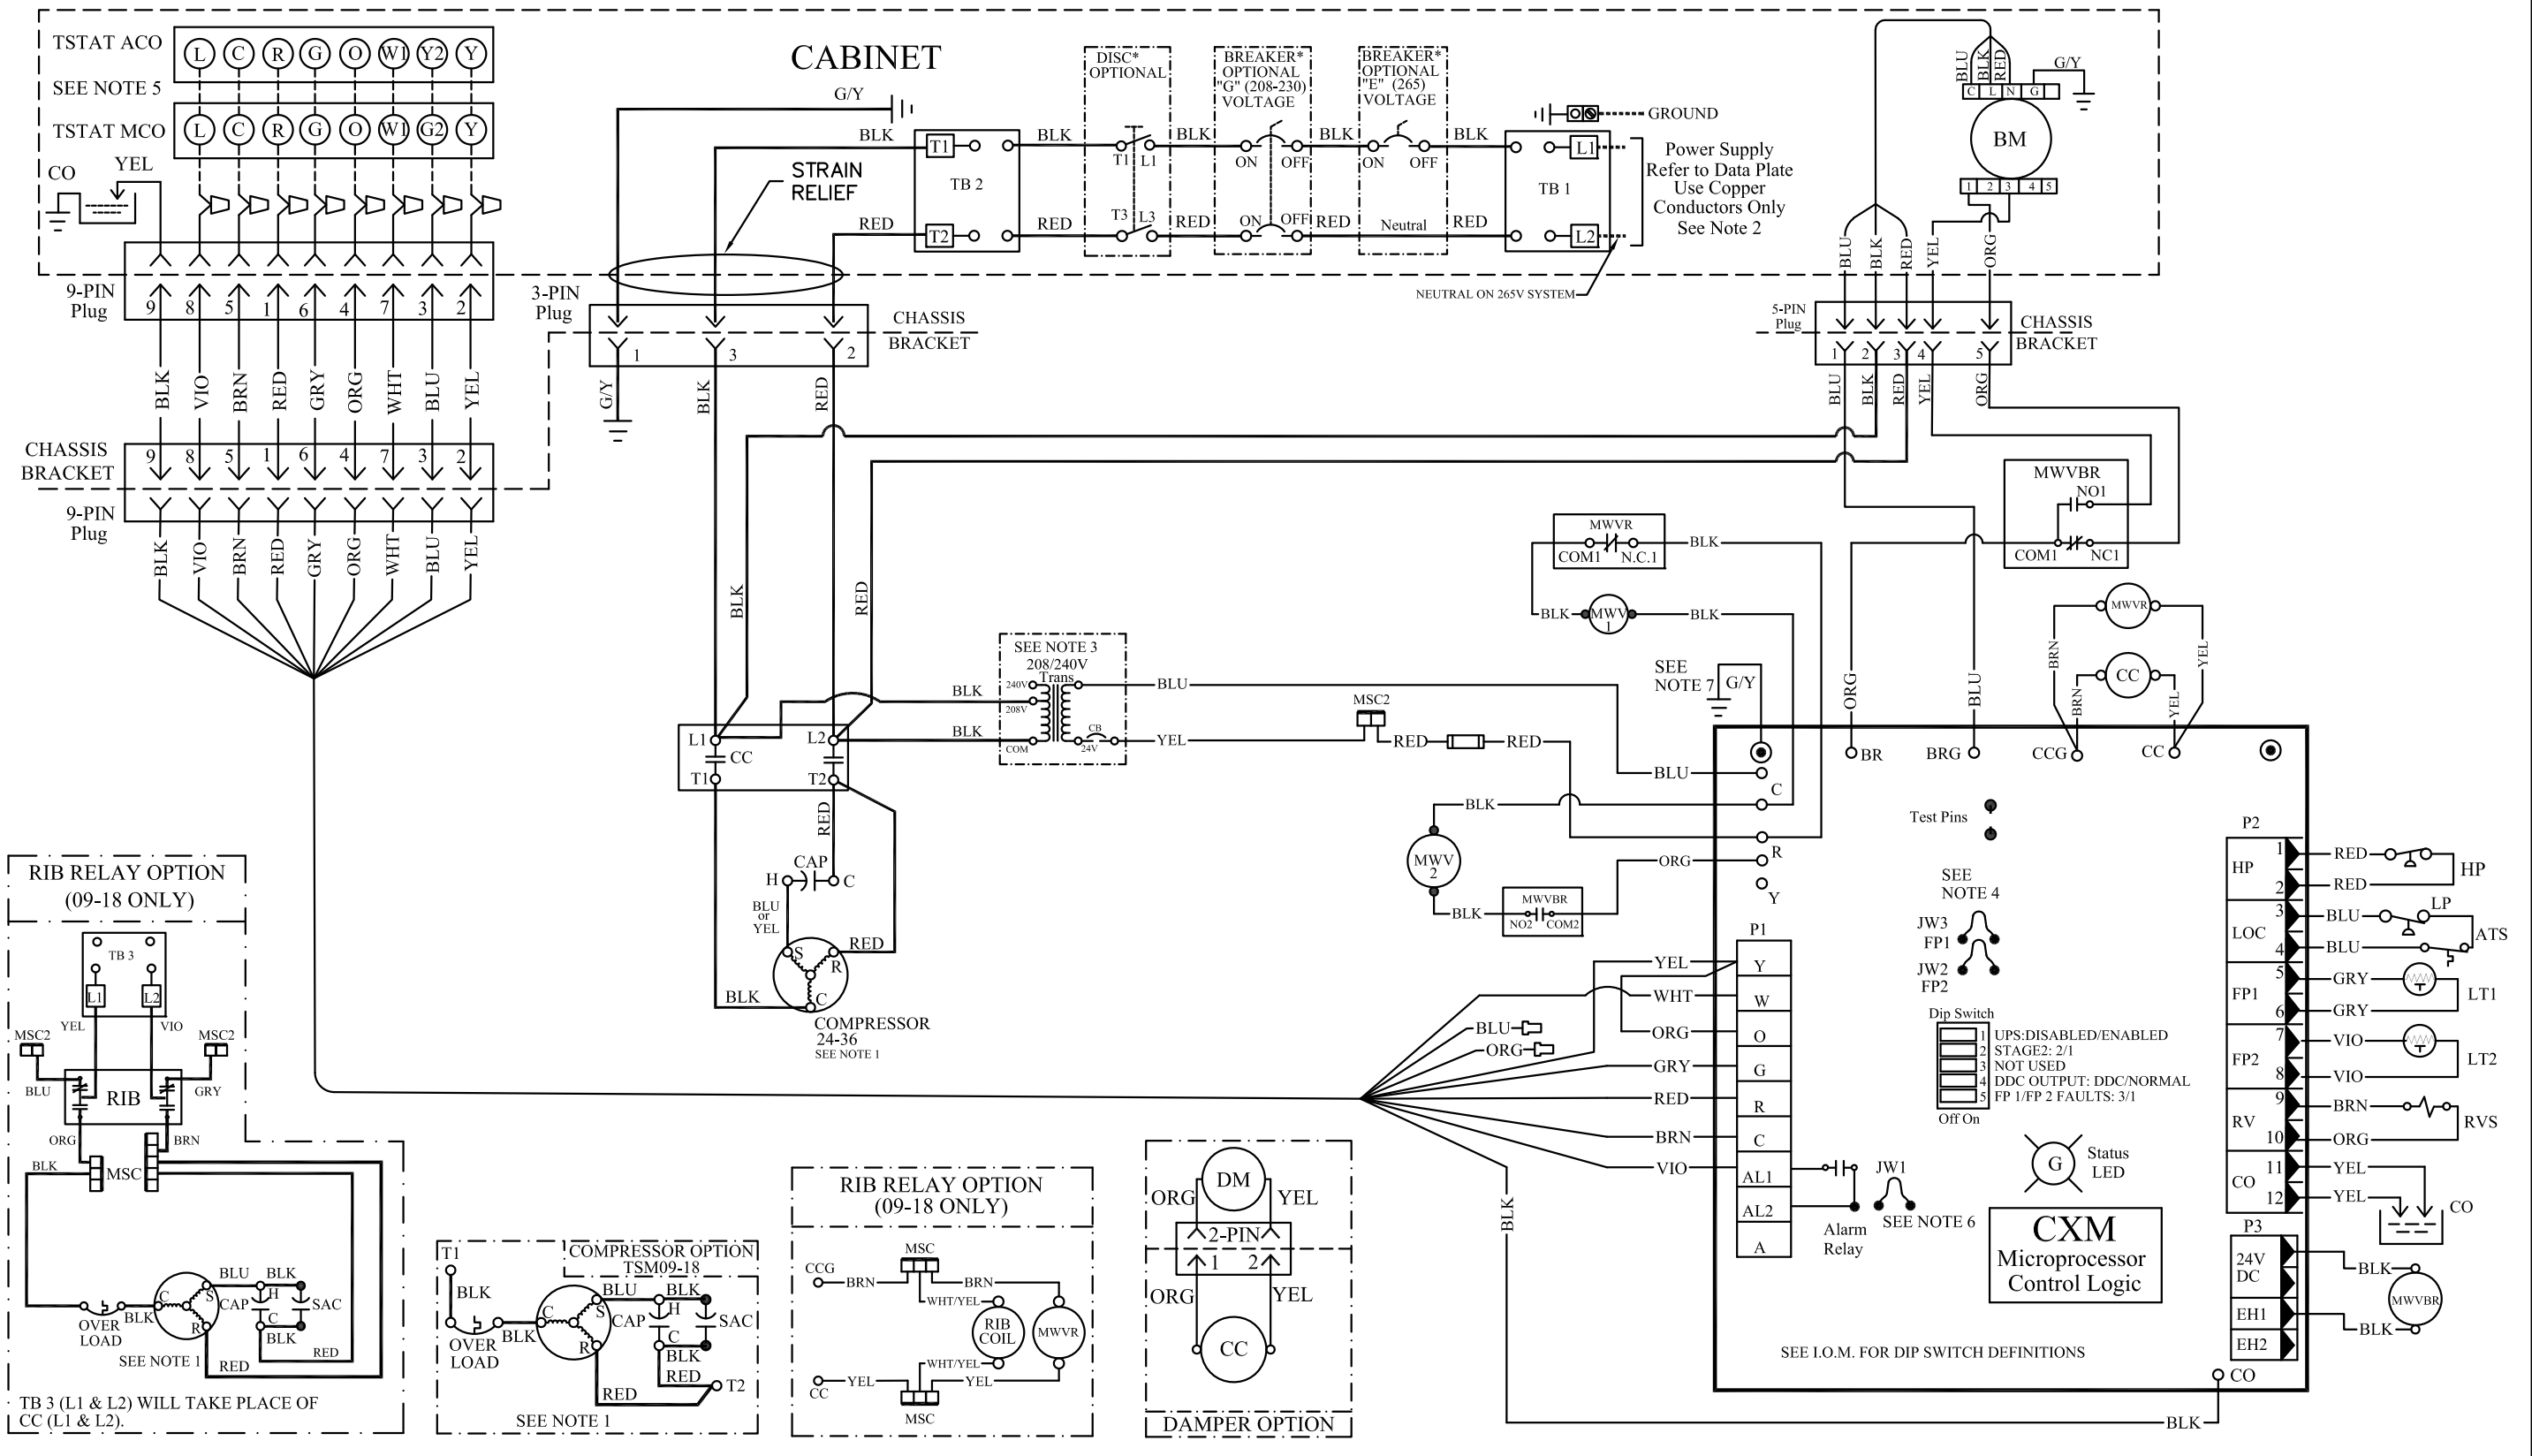 TSTAT ACO
L C R G O W1 Y2 Y
SEE NOTE 5
TSTAT MCO
L C R G O W1 G2 Y
CO
YEL
9-PIN
Plug
9 8 5 1 6 4 7 3 2
BLK VIO BRN RED GRY ORG WHT BLU YEL
CHASSIS
BRACKET
9 8 5 1 6 4 7 3 2
9-PIN
Plug
BLK VIO BRN RED GRY ORG WHT BLU YEL
CABINET
G/Y
BLK
STRAIN
RELIEF
RED
T1
TB 2
T2
BLK
RED
DISC*
OPTIONAL
T1 L1
T3 L3
BLK
RED
BREAKER*
OPTIONAL
"G" (208-230)
VOLTAGE
ON OFF
ON OFF
BLK
RED
BREAKER*
OPTIONAL
"E" (265)
VOLTAGE
ON OFF
Neutral
BLK
RED
TB 1
L1
L2
GROUND
Power Supply
Refer to Data Plate
Use Copper
Conductors Only
See Note 2
NEUTRAL ON 265V SYSTEM
3-PIN
Plug
1 3 2
CHASSIS
BRACKET
G/Y
BLK
RED
BLU BLK RED
G/Y
C L N G
BM
1 2 3 4 5
BLU BLK RED YEL ORG
5-PIN
Plug
CHASSIS
BRACKET
1 2 3 4 5
BLU BLK RED YEL ORG
MWVBR
NO1
COM1 NC1
MWVR
COM1 N.C.1
BLK
BLK
MWV
1
BLK
BLK
RED
SEE NOTE 3
208/240V
Trans
240V
208V
COM
CB
24V
BLK
BLK
BLU
YEL
MSC2
RED
RED
SEE
NOTE 7
G/Y
ORG
BLU
MWVR
CC
BRN
BRN
YEL
YEL
L1 L2
CC
T1 T2
RED
CAP
H C
BLU
or
YEL
RED
S R
C
BLK
COMPRESSOR
24-36
SEE NOTE 1
BLU
BLK
MWV
2
ORG
BLK
MWVBR
NO2 COM2
C
R
Y
BR
BRG
CCG
CC
Test Pins
SEE
NOTE 4
JW3
FP1
JW2
FP2
Dip Switch
1 UPS:DISABLED/ENABLED
2 STAGE2: 2/1
3 NOT USED
4 DDC OUTPUT: DDC/NORMAL
5 FP 1/FP 2 FAULTS: 3/1
Off On
G
Status
LED
P1
YEL Y
WHT W
BLU
ORG
ORG O
GRY G
RED R
BRN C
VIO AL1
AL2
A
Alarm
Relay
JW1
SEE NOTE 6
CXM
Microprocessor
Control Logic
SEE I.O.M. FOR DIP SWITCH DEFINITIONS
P2
HP
1 RED
2 RED
HP
LOC
3 BLU
4 BLU
LP
ATS
FP1
5 GRY
6 GRY
LT1
FP2
7 VIO
8 VIO
LT2
RV
9 BRN
10 ORG
RVS
CO
11 YEL
12 YEL
CO
P3
24V
DC
EH1
EH2
BLK
MWVBR
BLK
CO
BLK
BLK
RIB RELAY OPTION
(09-18 ONLY)
TB 3
L1 L2
YEL
VIO
MSC2
MSC2
BLU
RIB
GRY
ORG
BRN
BLK
MSC
BLU BLK
S
H
C
CAP
SAC
R
C
OVER
LOAD
BLK
BLK
SEE NOTE 1
RED
RED
TB 3 (L1 & L2) WILL TAKE PLACE OF
CC (L1 & L2).
T1
COMPRESSOR OPTION
TSM09-18
BLK
BLU BLK
C
S
H
CAP
SAC
OVER
LOAD
BLK
R
C
BLK
RED
T2
RED
SEE NOTE 1
RIB RELAY OPTION
(09-18 ONLY)
MSC
CCG
BRN
BRN
WHT/YEL
RIB
COIL
MWVR
WHT/YEL
YEL
YEL
CC
MSC
DM
ORG
YEL
2-PIN
1 2
ORG
YEL
CC
DAMPER OPTION